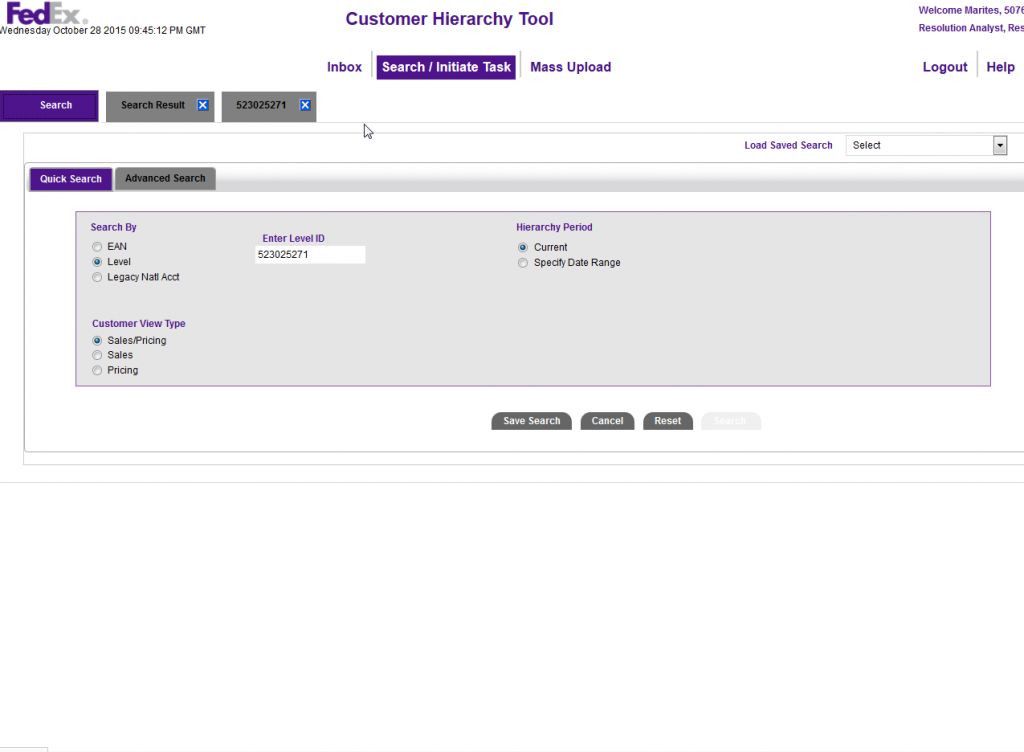 FedEx.
Wednesday October 28 2015 09:45:12 PM GMT
Customer Hierarchy Tool
Welcome Marites, 5076
Resolution Analyst, Res
Inbox
Search / Initiate Task
Mass Upload
Logout
Help
Search
Search Result
523025271
Load Saved Search
Select
Quick Search
Advanced Search
Search By
EAN
Level
Legacy Natl Acct
Enter Level ID
523025271
Hierarchy Period
Current
Specify Date Range
Customer View Type
Sales/Pricing
Sales
Pricing
Save Search
Cancel
Reset
Search